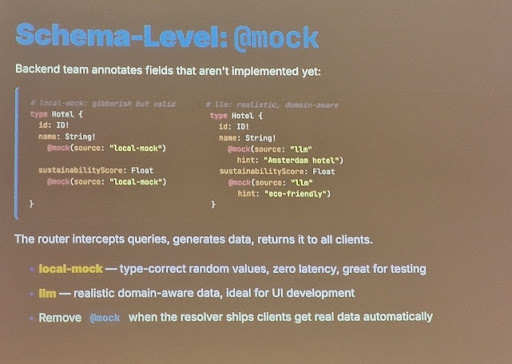 Schema-Level: @mock
Backend team annotates fields that aren't implemented yet:
# local-mock: gibberish but valid
type Hotel {
id: ID!
name: String!
@mock(source: "local-mock")
sustainabilityScore: Float
@mock(source: "local-mock")
}
# llm: realistic, domain-aware
type Hotel {
id: ID!
name: String!
@mock(source: "llm"
hint: "Amsterdam hotel")
sustainabilityScore: Float
@mock(source: "llm"
hint: "eco-friendly")
}
The router intercepts queries, generates data, returns it to all clients.
local-mock — type-correct random values, zero latency, great for testing
llm — realistic domain-aware data, ideal for UI development
Remove @mock when the resolver ships clients get real data automatically